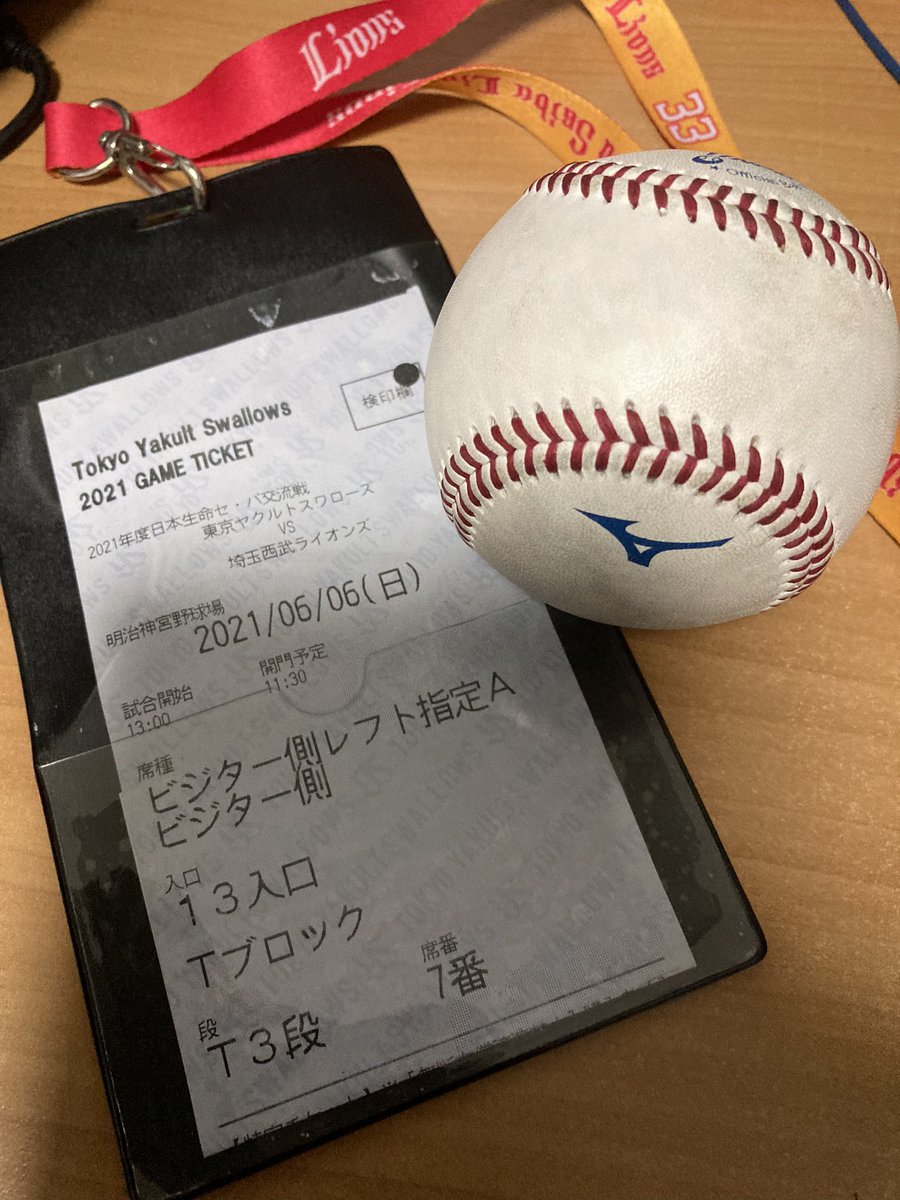 Lions
Lions
33
Tokyo Yakult Swallows
2021 GAME TICKET
検印欄
2021年度日本生命セ・パ交流戦
東京ヤクルトスワローズ
VS
埼玉西武ライオンズ
明治神宮野球場
2021/06/06(日)
開門予定
11:30
試合開始
13:00
席種
ビジター側レフト指定A
ビジター側
入口
13入口
Tブロック
席番
7番
段
T3段